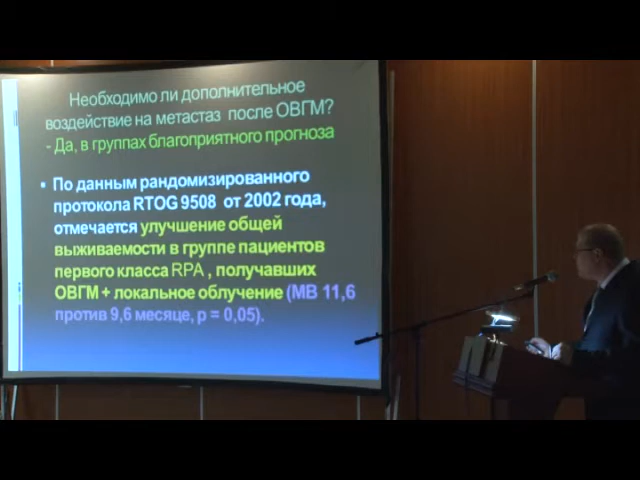 Необходимо ли дополнительное
воздействие на метастаз после ОВГМ?
- Да, в группах благоприятного прогноза
▪ По данным рандомизированного
протокола RTOG 9508 от 2002 года,
отмечается улучшение общей
выживаемости в группе пациентов
первого класса RPA , получавших
ОВГМ + локальное облучение (МВ 11,6
против 9,6 месяце, р = 0,05).